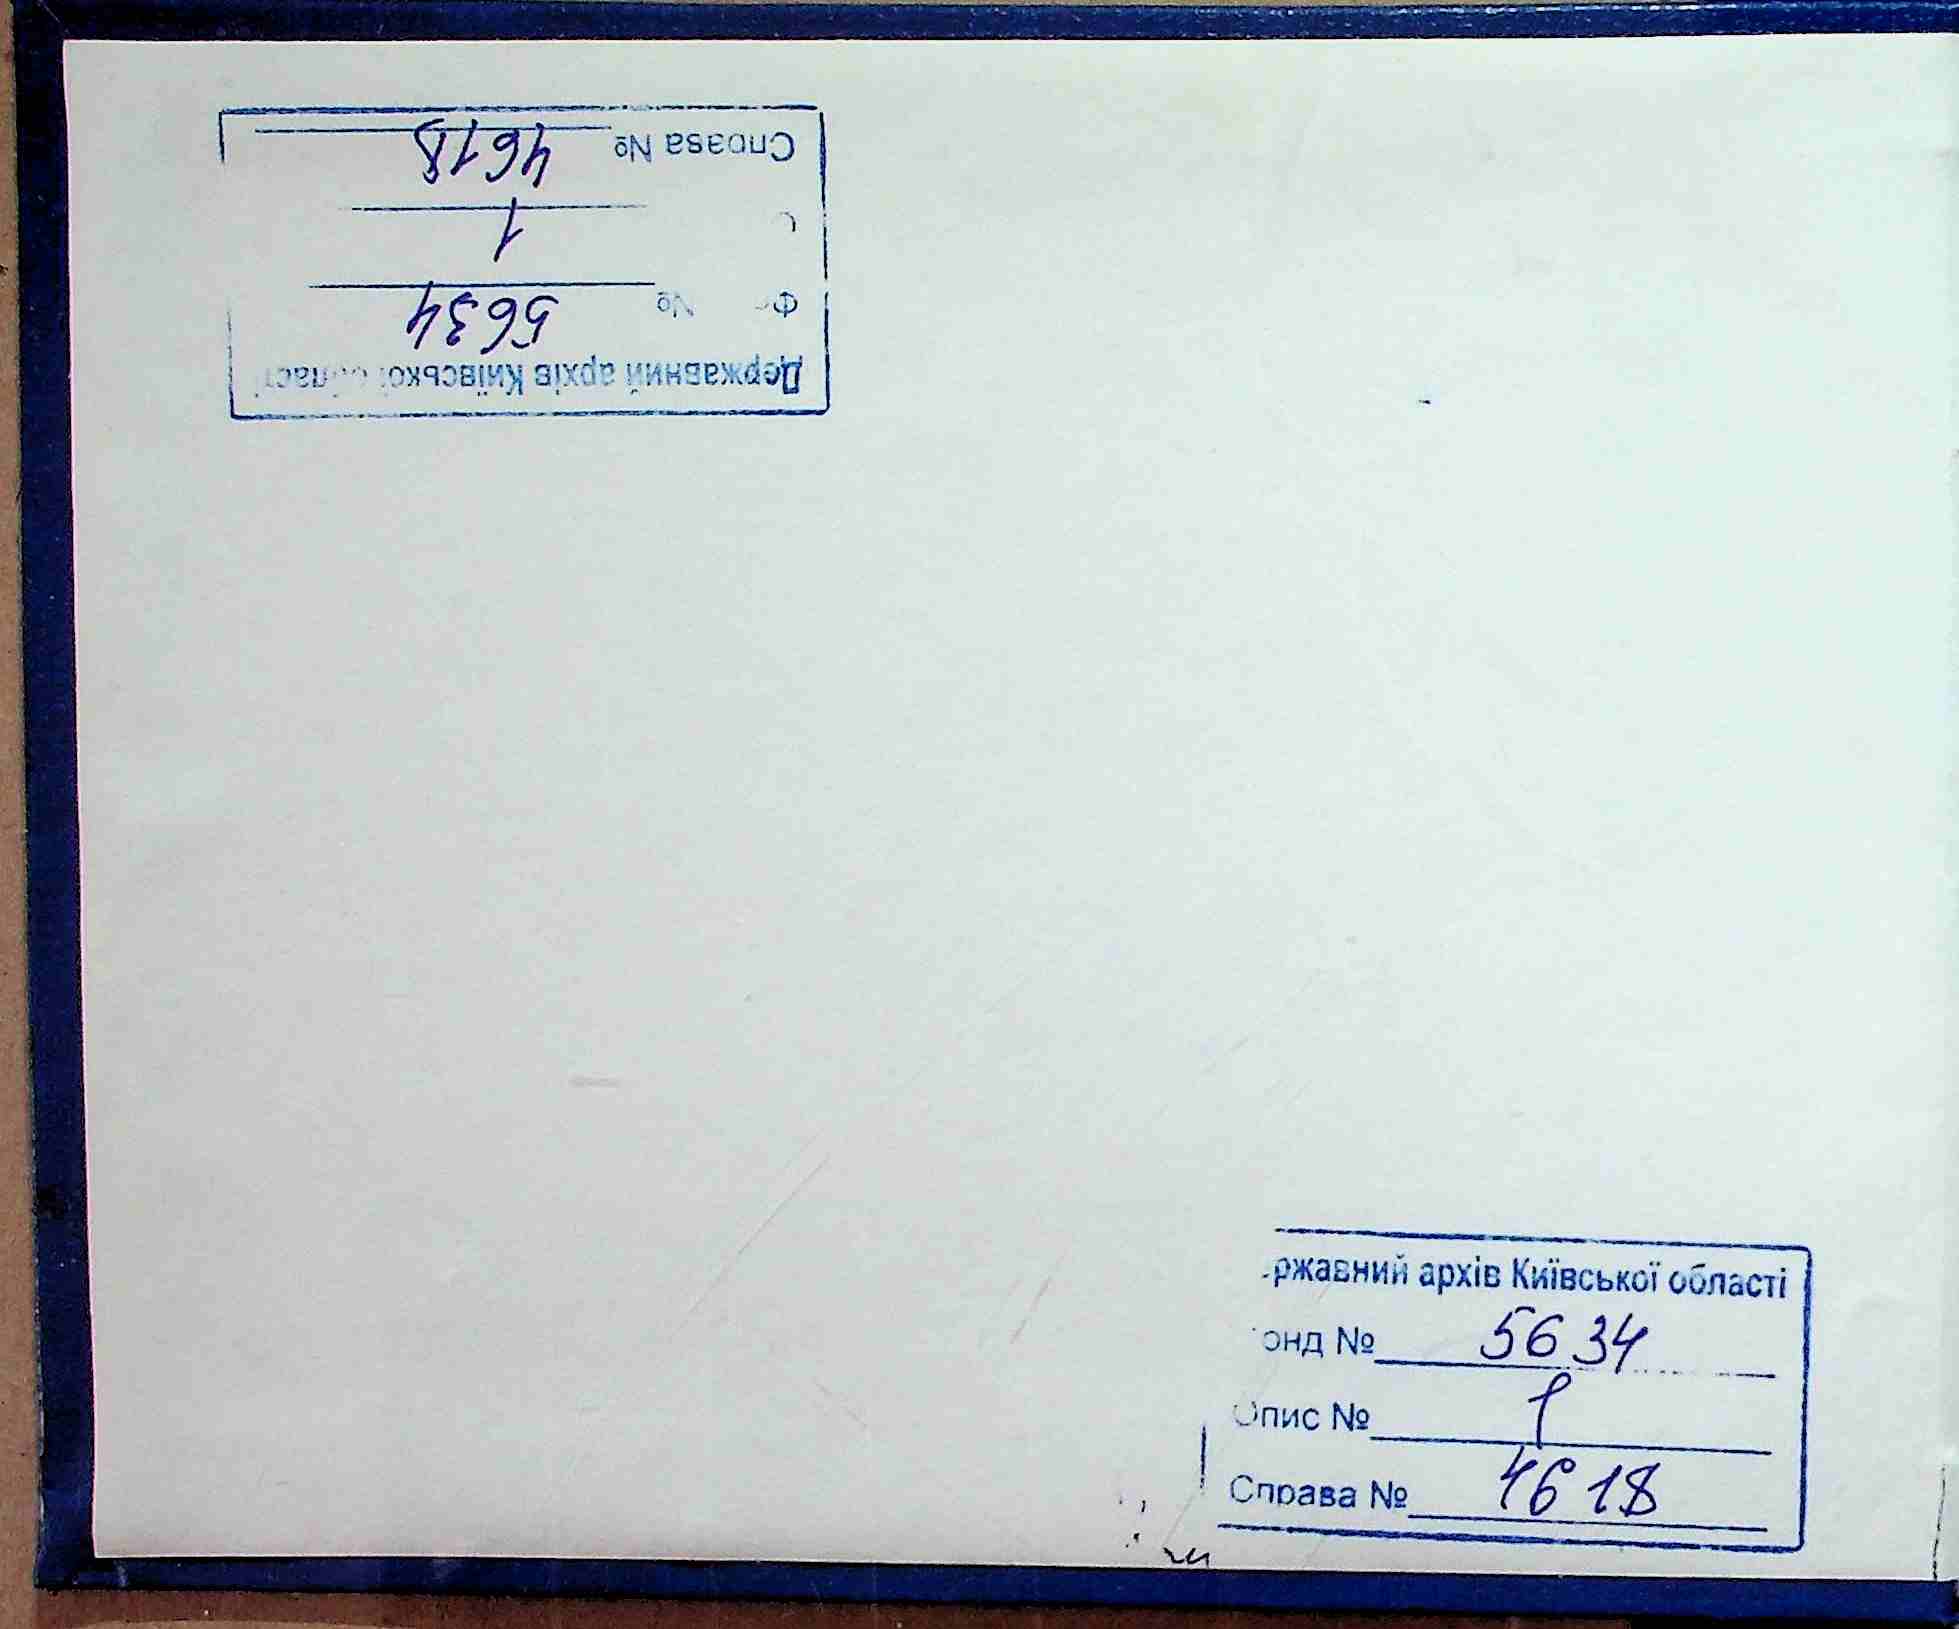 Державний архів Київської області
№ 5634
1
Справа № 4618
ржавний архів Київської області
онд № 5634
Опис № 1
Справа № 4618